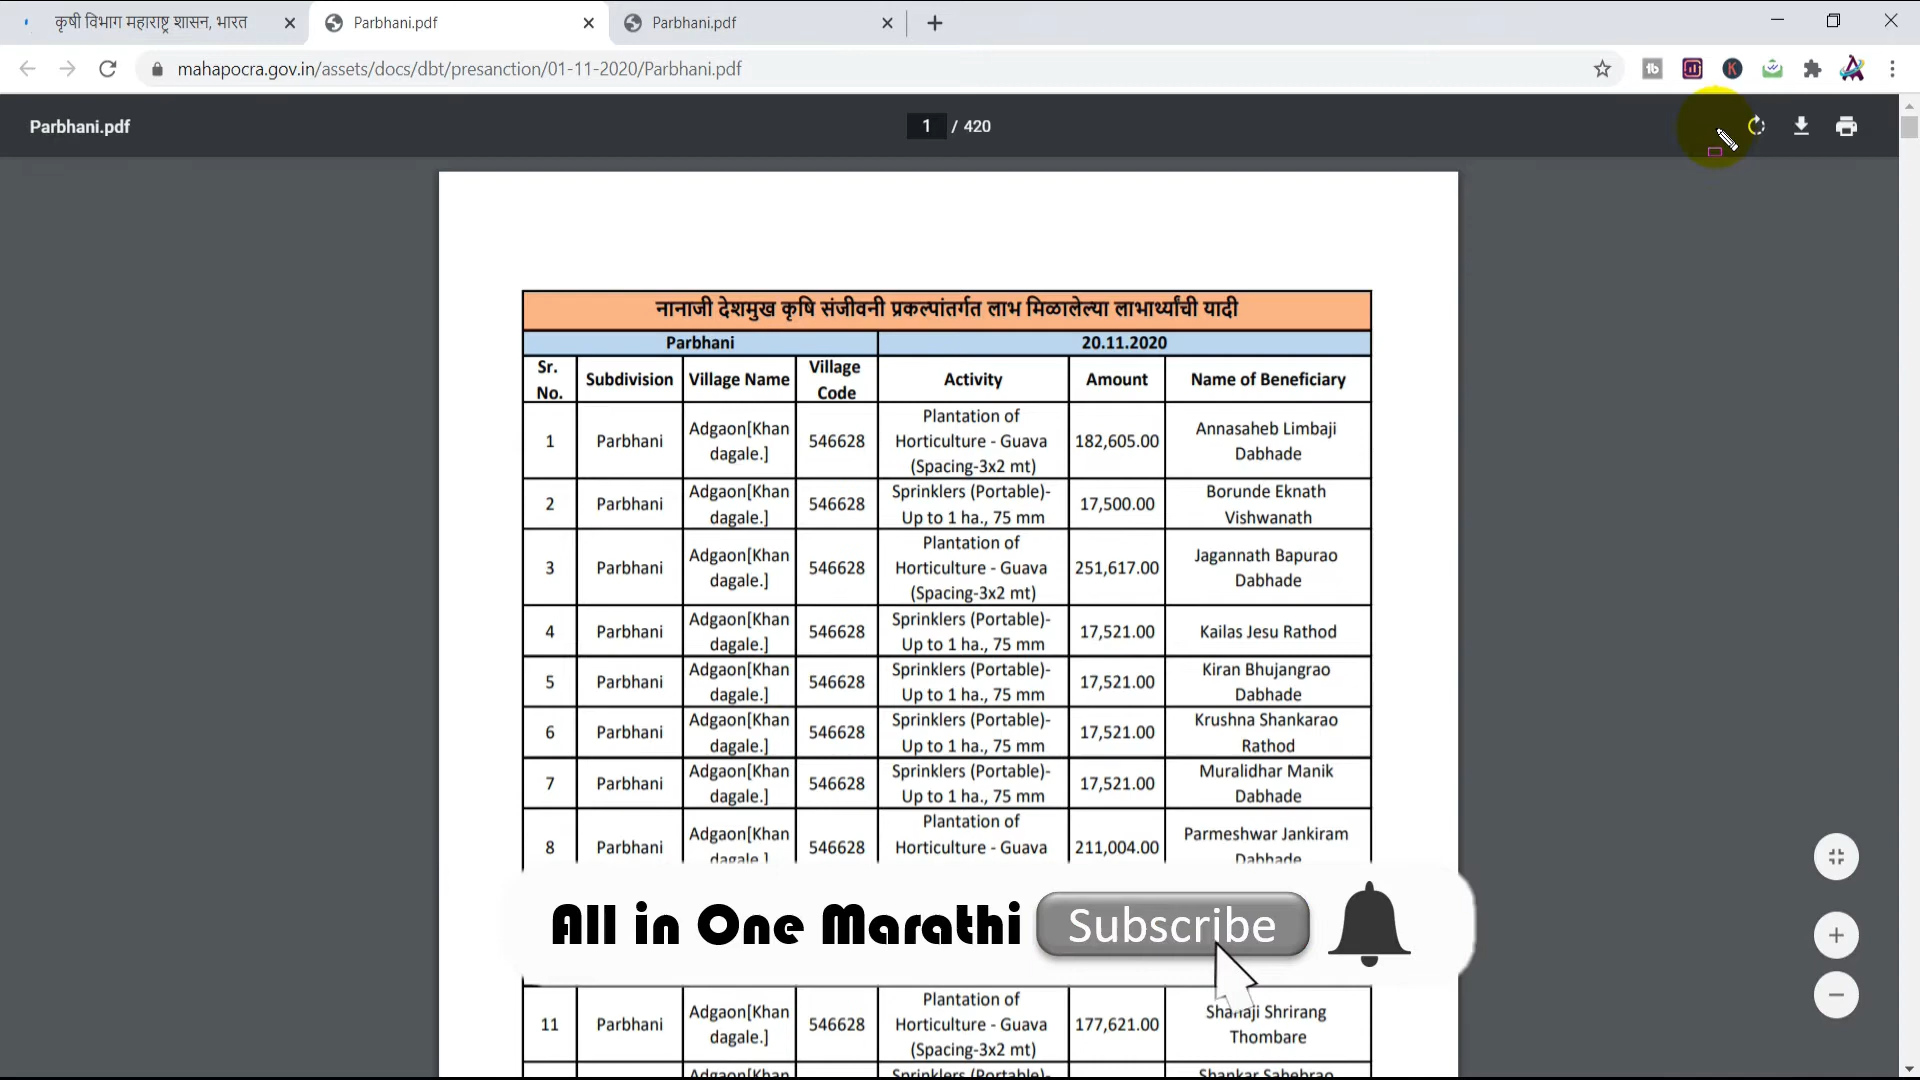 कृषी विभाग महाराष्ट्र शासन, भारत
Parbhani.pdf
Parbhani.pdf
mahapocra.gov.in/assets/docs/dbt/presanction/01-11-2020/Parbhani.pdf
Parbhani.pdf
1 / 420
नानाजी देशमुख कृषि संजीवनी प्रकल्पांतर्गत लाभ मिळालेल्या लाभार्थ्यांची यादी
Parbhani 20.11.2020
Sr. No. Subdivision Village Name Village Code Activity Amount Name of Beneficiary
1 Parbhani Adgaon[Khan dagale.] 546628 Plantation of Horticulture - Guava (Spacing-3x2 mt) 182,605.00 Annasaheb Limbaji Dabhade
2 Parbhani Adgaon[Khan dagale.] 546628 Sprinklers (Portable)- Up to 1 ha., 75 mm 17,500.00 Borunde Eknath Vishwanath
3 Parbhani Adgaon[Khan dagale.] 546628 Plantation of Horticulture - Guava (Spacing-3x2 mt) 251,617.00 Jagannath Bapurao Dabhade
4 Parbhani Adgaon[Khan dagale.] 546628 Sprinklers (Portable)- Up to 1 ha., 75 mm 17,521.00 Kailas Jesu Rathod
5 Parbhani Adgaon[Khan dagale.] 546628 Sprinklers (Portable)- Up to 1 ha., 75 mm 17,521.00 Kiran Bhujangrao Dabhade
6 Parbhani Adgaon[Khan dagale.] 546628 Sprinklers (Portable)- Up to 1 ha., 75 mm 17,521.00 Krushna Shankarao Rathod
7 Parbhani Adgaon[Khan dagale.] 546628 Sprinklers (Portable)- Up to 1 ha., 75 mm 17,521.00 Muralidhar Manik Dabhade
8 Parbhani Adgaon[Khan dagale.] 546628 Plantation of Horticulture - Guava 211,004.00 Parmeshwar Jankiram Dabhade
All in One Marathi Subscribe
11 Parbhani Adgaon[Khan dagale.] 546628 Plantation of Horticulture - Guava (Spacing-3x2 mt) 177,621.00 Shahaji Shrirang Thombare
Adgaon[Khan Sprinklers (Portable)- Shankar Sahebrao